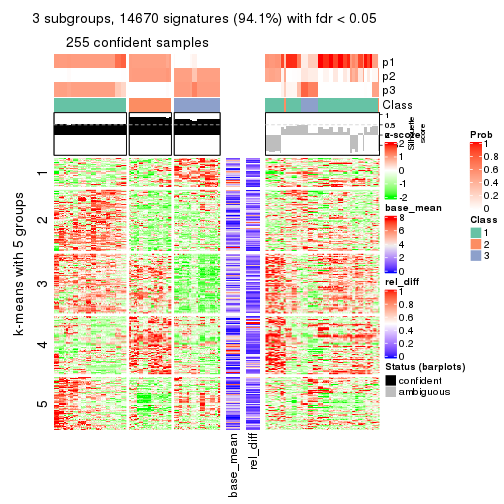 3 subgroups, 14670 signatures (94.1%) with fdr < 0.05
255 confident samples
p1
p2
p3
Class
1
0.5
0
Silhouette
score
z-score
2
1
0
-1
-2
base_mean
8
6
4
2
0
rel_diff
1
0.8
0.6
0.4
0.2
0
Status (barplots)
confident
ambiguous
Prob
1
0.8
0.6
0.4
0.2
0
Class
1
2
3
k-means with 5 groups
1
2
3
4
5
base_mean
rel_diff